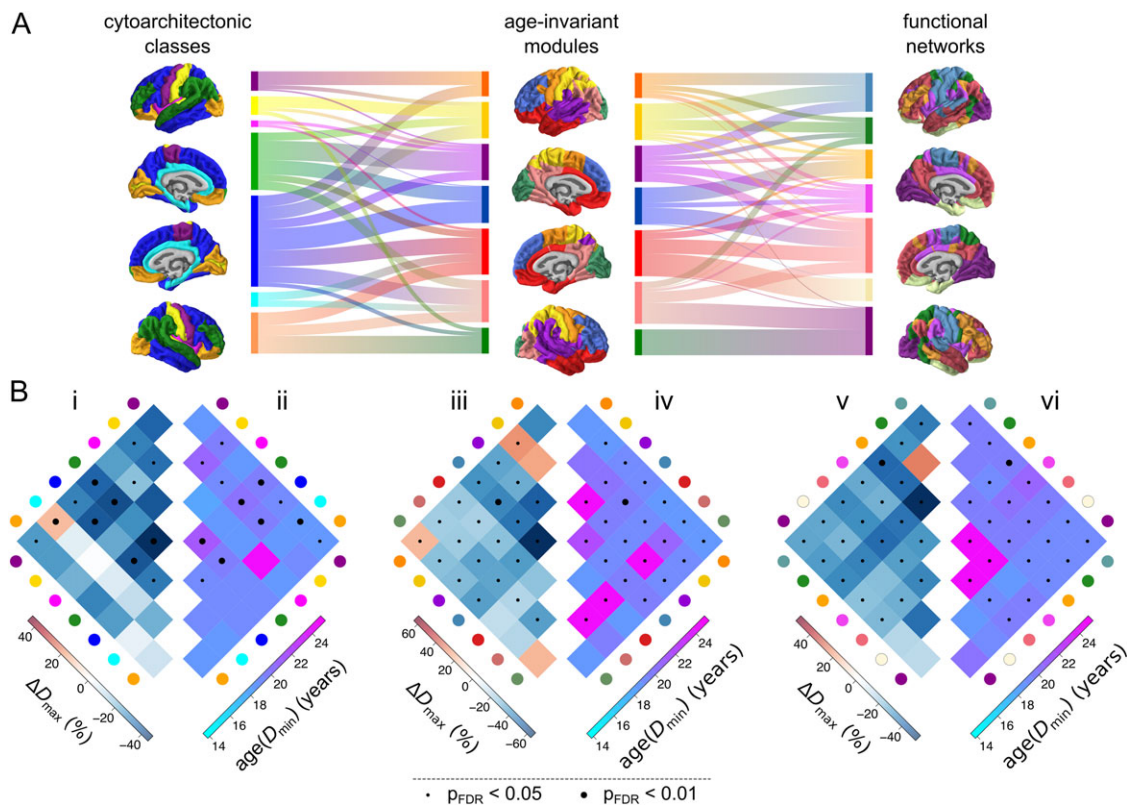 A
cytoarchitectonic
classes
age-invariant
modules
functional
networks
B
i
ii
iii
iv
v
vi
40
20
0
−20
−40
ΔDmax (%)
24
22
20
18
16
14
age(Dmin) (years)
60
40
20
0
−20
−40
−60
ΔDmax (%)
24
22
20
18
16
14
age(Dmin) (years)
40
20
0
−20
−40
ΔDmax (%)
24
22
20
18
16
14
age(Dmin) (years)
pFDR < 0.05
pFDR < 0.01